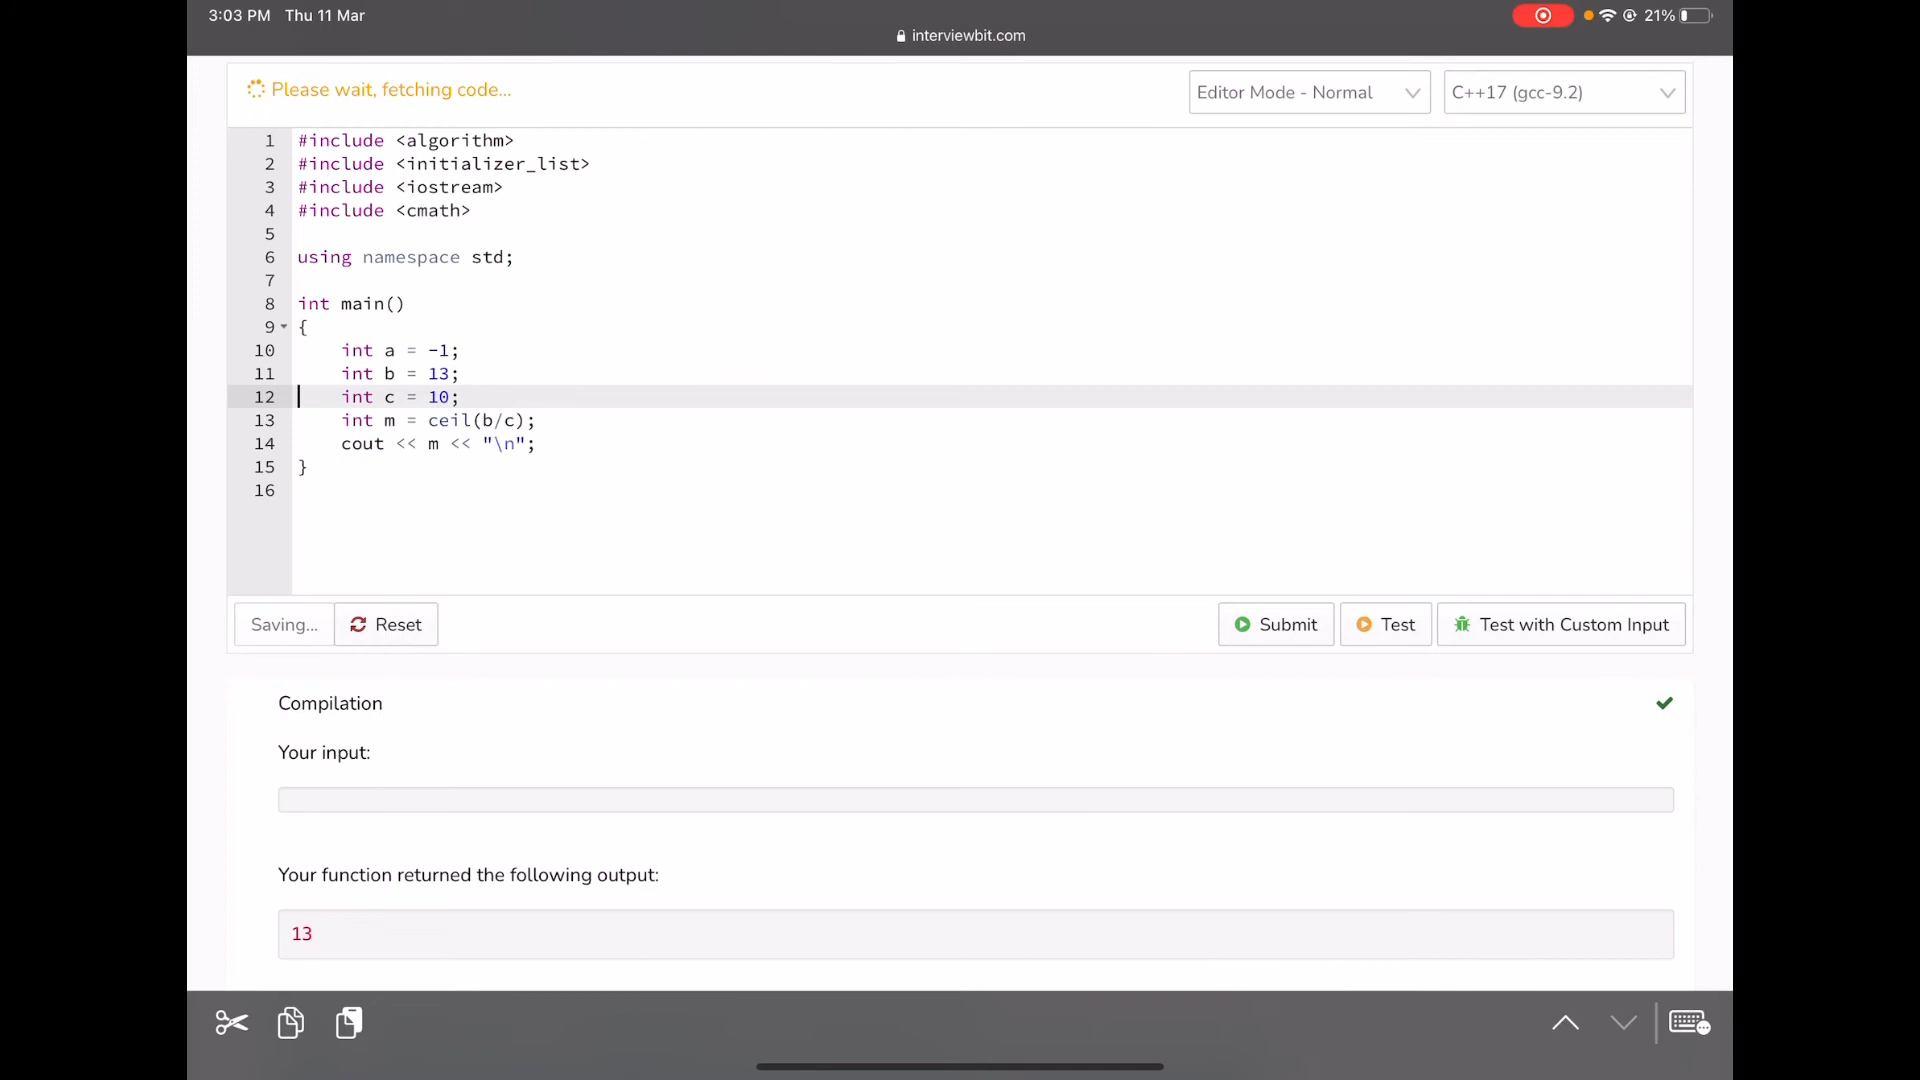 3:03 PM Thu 11 Mar
21%
interviewbit.com
Please wait, fetching code...
Editor Mode - Normal
C++17 (gcc-9.2)
1 #include <algorithm>
2 #include <initializer_list>
3 #include <iostream>
4 #include <cmath>
5
6 using namespace std;
7
8 int main()
9 {
10 int a = -1;
11 int b = 13;
12 int c = 10;
13 int m = ceil(b/c);
14 cout << m << "\n";
15 }
16
Saving... Reset
Submit Test Test with Custom Input
Compilation
Your input:
Your function returned the following output:
13